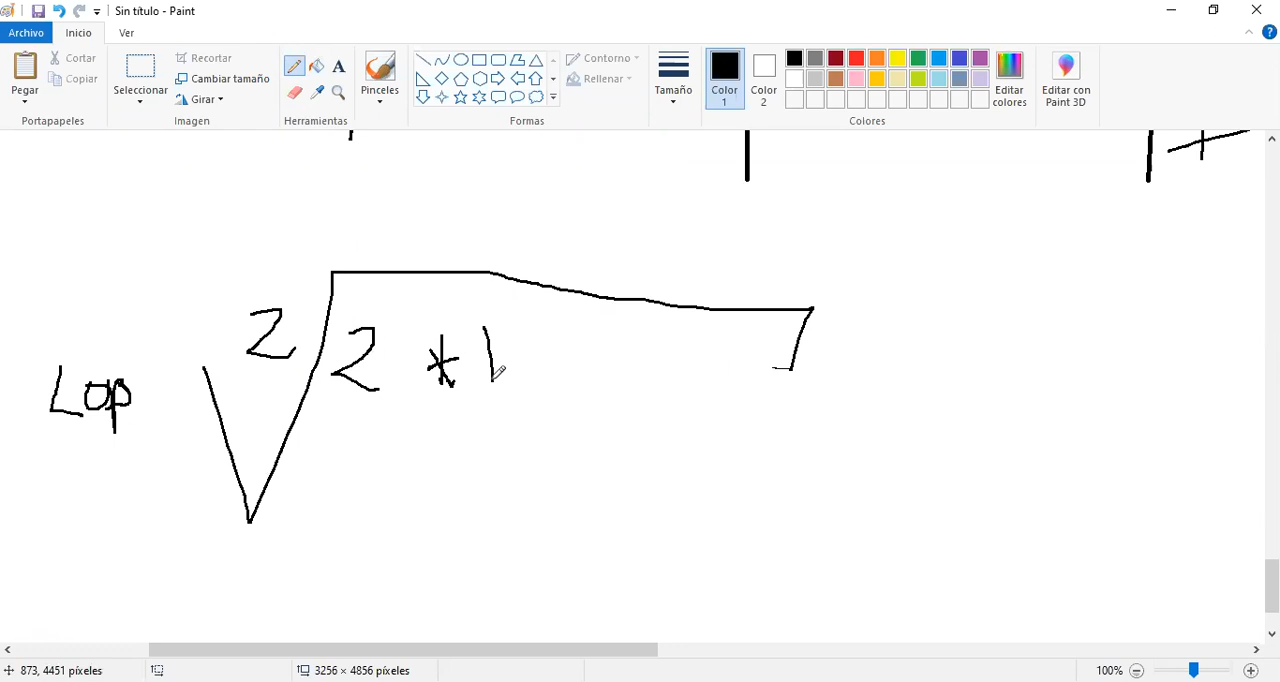 Sin título - Paint
Archivo Inicio Ver
Pegar
Cortar
Copiar
Portapapeles
Seleccionar
Recortar
Cambiar tamaño
Girar
Imagen
A
Herramientas
Pinceles
Contorno
Rellenar
Formas
Tamaño
Color 1
Color 2
Editar colores
Editar con Paint 3D
Colores
2
2 *
Lop
873, 4451 píxeles
3256 × 4856 píxeles
100%